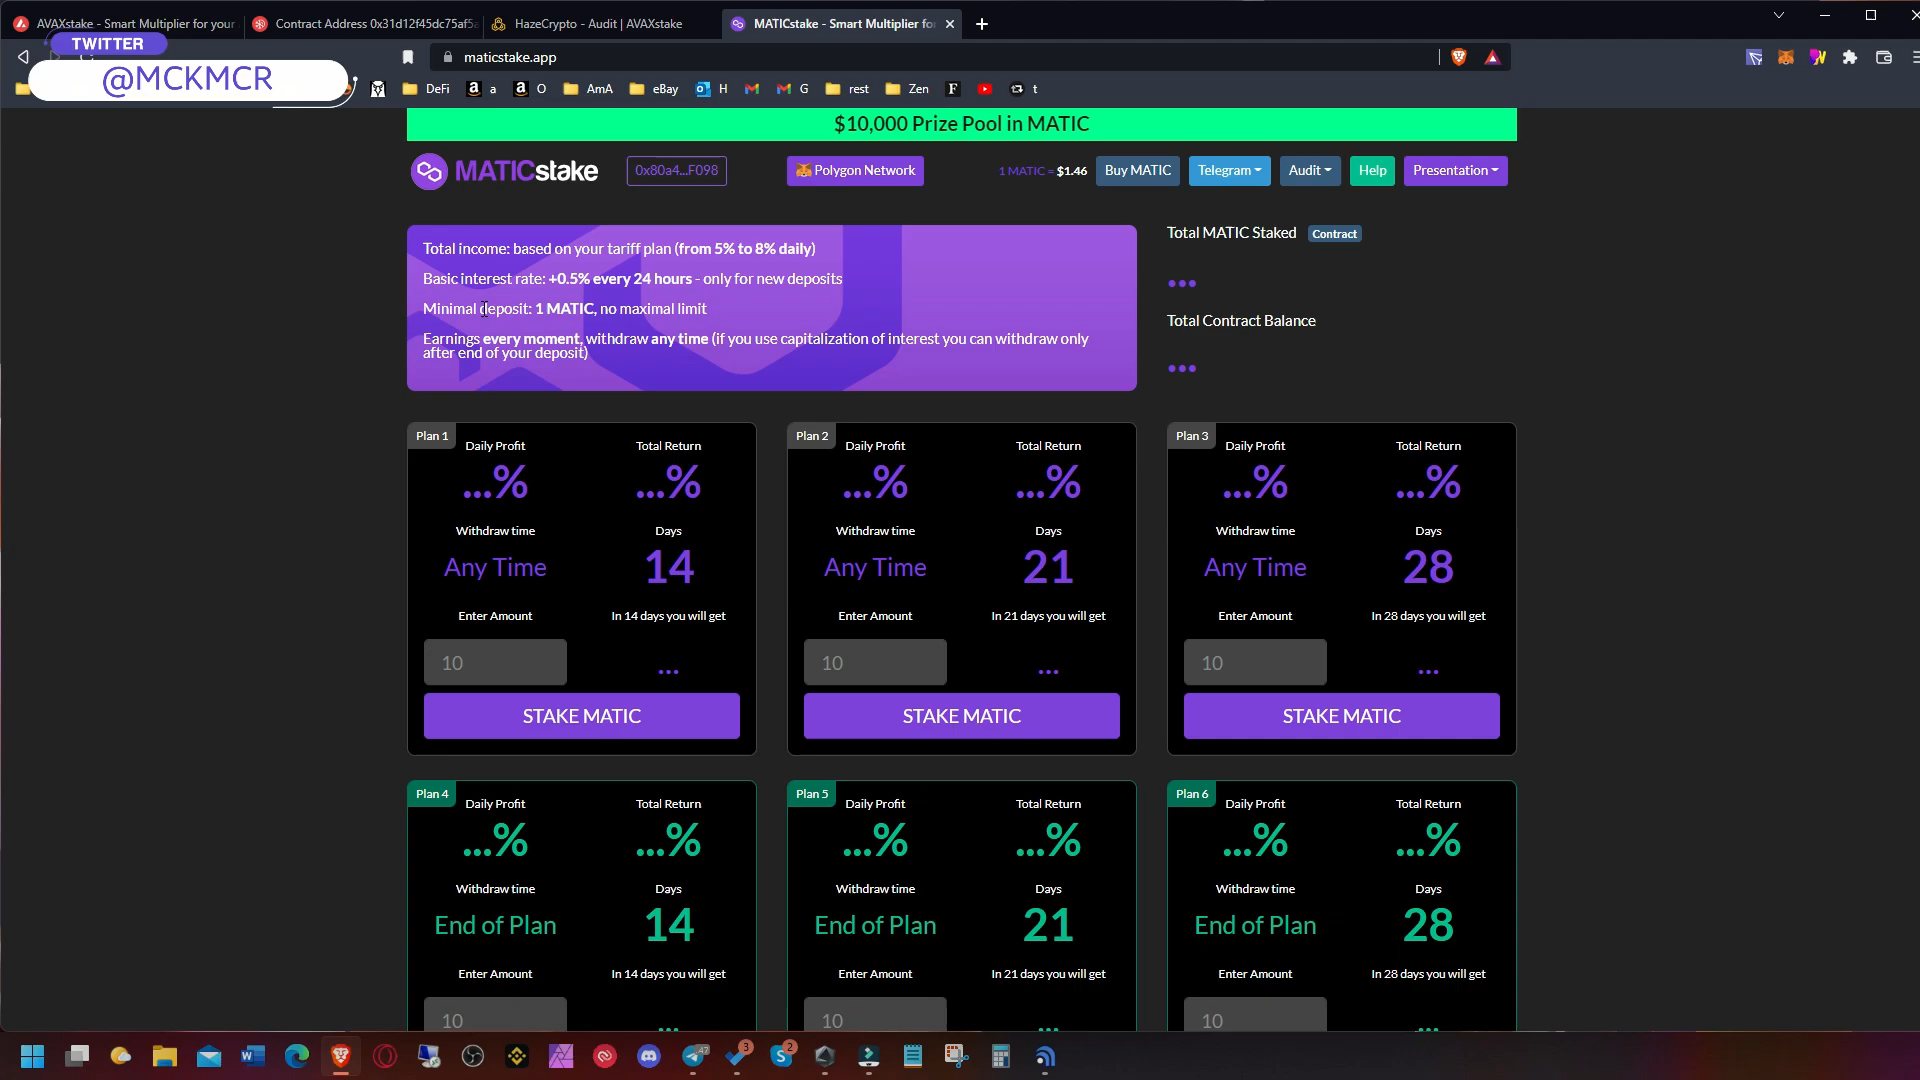 AVAXstake - Smart Multiplier for your
Contract Address 0x31d12f45dc75af5
HazeCrypto - Audit | AVAXstake
MATICstake - Smart Multiplier fo
TWITTER
@MCKMCR
maticstake.app
DeFi
a
O
AmA
eBay
H
G
rest
Zen
t
$10,000 Prize Pool in MATIC
MATICstake
0x80a4...F098
Polygon Network
1 MATIC = $1.46
Buy MATIC
Telegram
Audit
Help
Presentation
Total income: based on your tariff plan (from 5% to 8% daily)
Basic interest rate: +0.5% every 24 hours - only for new deposits
Minimal deposit: 1 MATIC, no maximal limit
Earnings every moment, withdraw any time (if you use capitalization of interest you can withdraw only
after end of your deposit)
Total MATIC Staked
Contract
...
Total Contract Balance
...
Plan 1
Daily Profit
Total Return
...%
...%
Withdraw time
Days
Any Time
14
Enter Amount
In 14 days you will get
10
...
STAKE MATIC
Plan 2
Daily Profit
Total Return
...%
...%
Withdraw time
Days
Any Time
21
Enter Amount
In 21 days you will get
10
...
STAKE MATIC
Plan 3
Daily Profit
Total Return
...%
...%
Withdraw time
Days
Any Time
28
Enter Amount
In 28 days you will get
10
...
STAKE MATIC
Plan 4
Daily Profit
Total Return
...%
...%
Withdraw time
Days
End of Plan
14
Enter Amount
In 14 days you will get
10
...
Plan 5
Daily Profit
Total Return
...%
...%
Withdraw time
Days
End of Plan
21
Enter Amount
In 21 days you will get
10
...
Plan 6
Daily Profit
Total Return
...%
...%
Withdraw time
Days
End of Plan
28
Enter Amount
In 28 days you will get
10
...
47
3
2